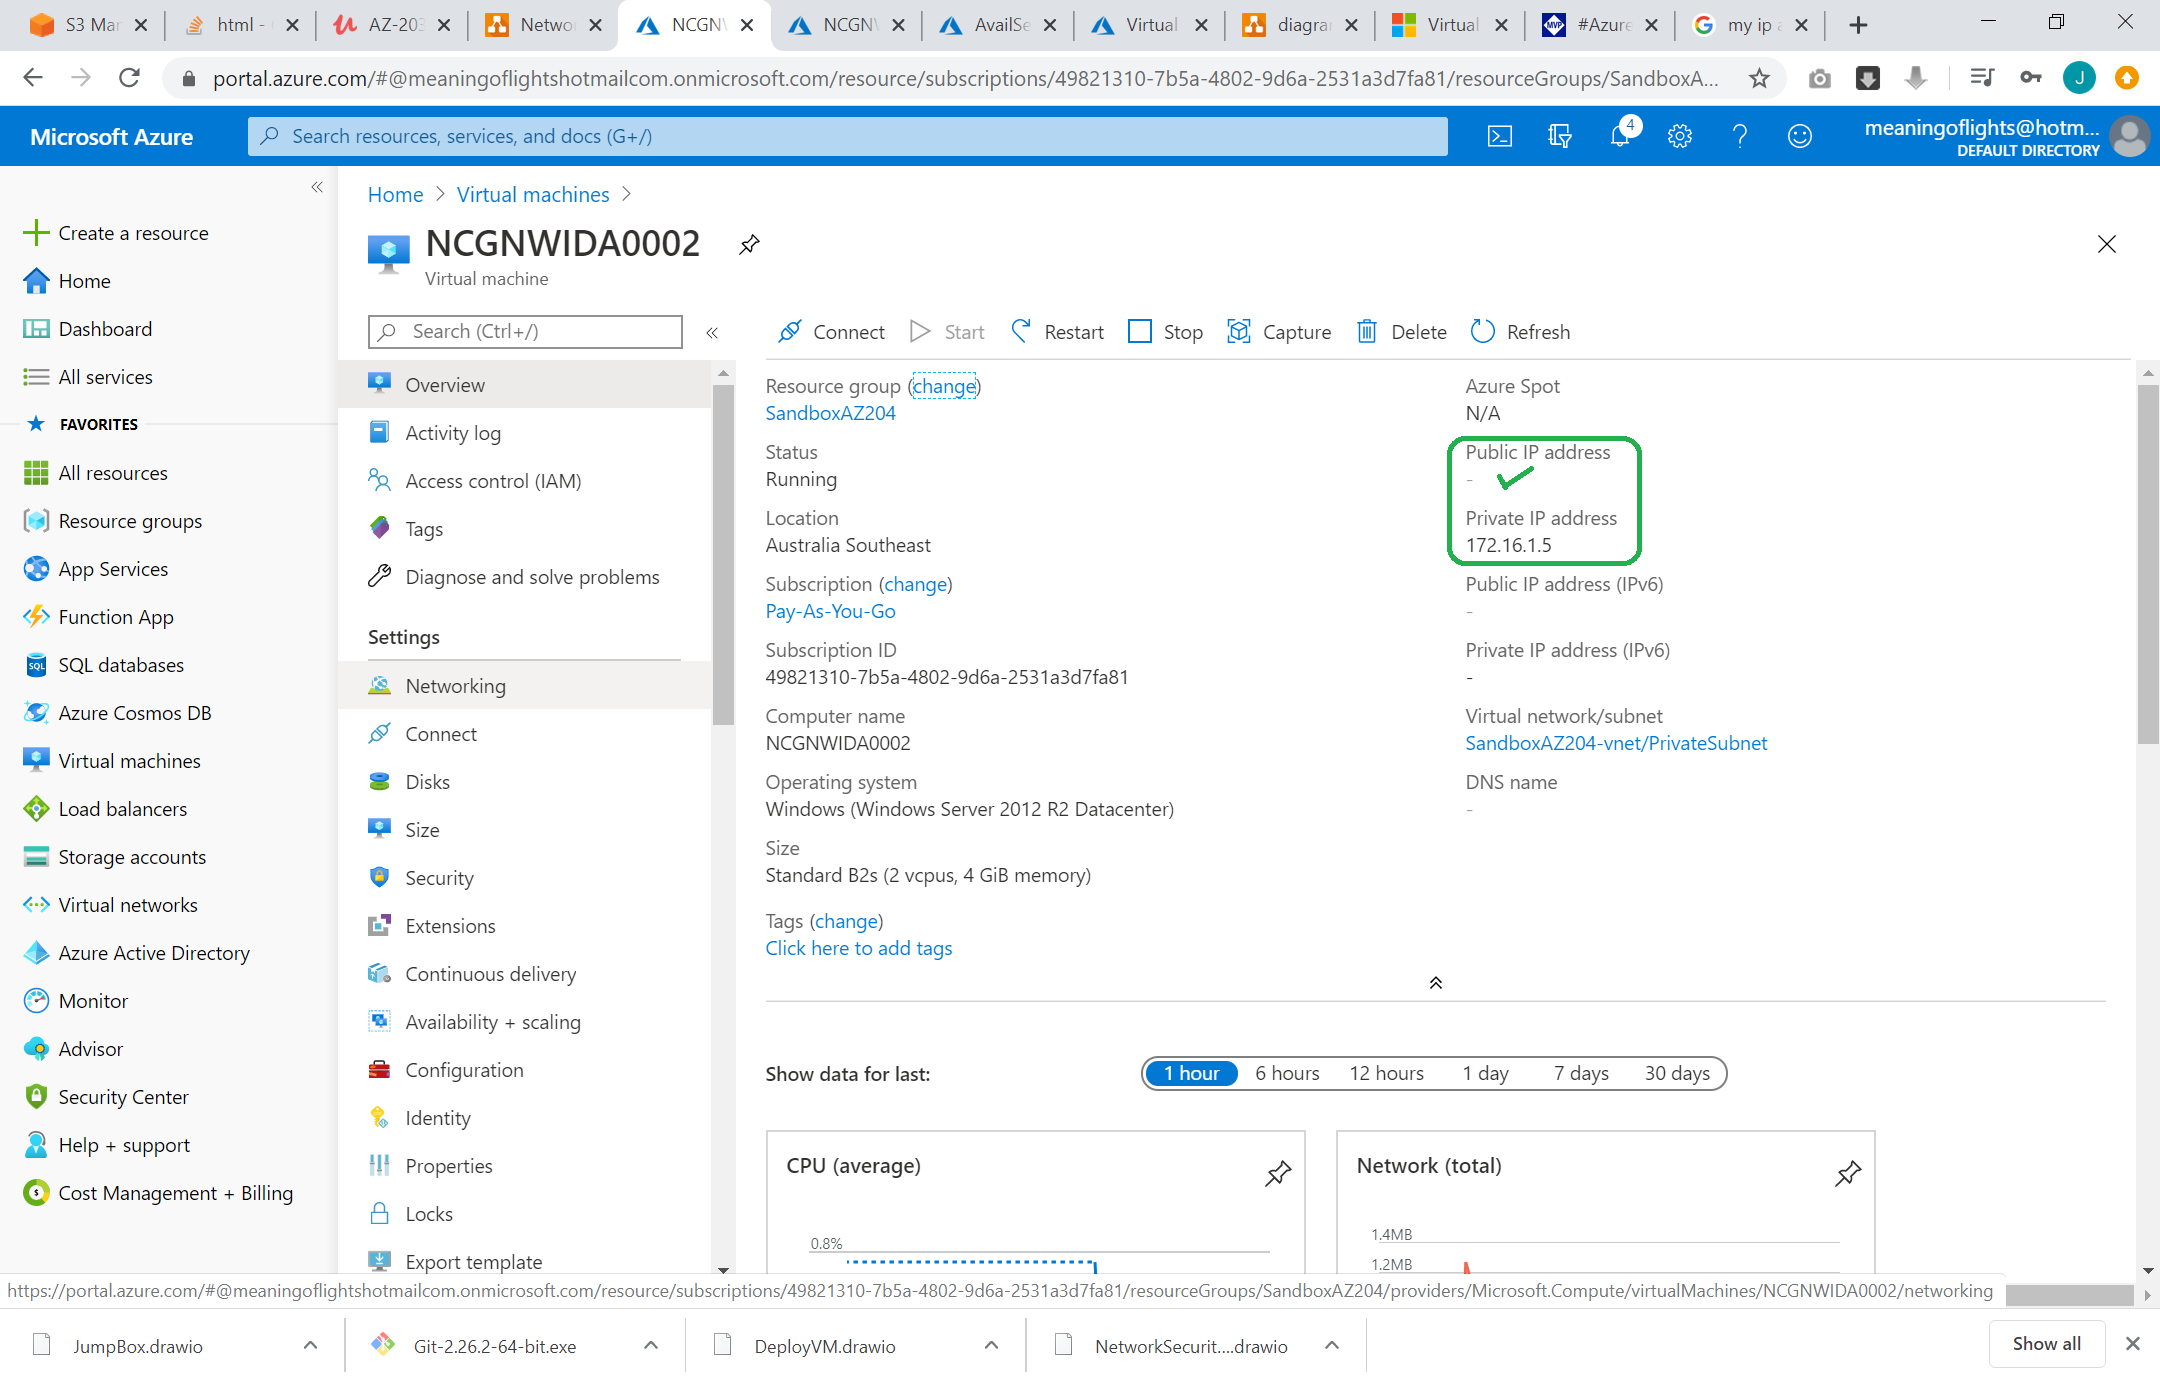 S3 Mar
html -
AZ-203
Netwo
NCGNW
NCGNW
AvailSe
Virtual
diagra
Virtual
#Azure
my ip a
portal.azure.com/#@meaningoflightshotmailcom.onmicrosoft.com/resource/subscriptions/49821310-7b5a-4802-9d6a-2531a3d7fa81/resourceGroups/SandboxA...
J
Microsoft Azure
Search resources, services, and docs (G+/)
4
meaningoflights@hotm...
DEFAULT DIRECTORY
Create a resource
Home
Dashboard
All services
FAVORITES
All resources
Resource groups
App Services
Function App
SQL databases
Azure Cosmos DB
Virtual machines
Load balancers
Storage accounts
Virtual networks
Azure Active Directory
Monitor
Advisor
Security Center
Help + support
Cost Management + Billing
Home > Virtual machines >
NCGNWIDA0002
Virtual machine
Search (Ctrl+/)
Overview
Activity log
Access control (IAM)
Tags
Diagnose and solve problems
Settings
Networking
Connect
Disks
Size
Security
Extensions
Continuous delivery
Availability + scaling
Configuration
Identity
Properties
Locks
Export template
Connect
Start
Restart
Stop
Capture
Delete
Refresh
Resource group (change)
SandboxAZ204
Status
Running
Location
Australia Southeast
Subscription (change)
Pay-As-You-Go
Subscription ID
49821310-7b5a-4802-9d6a-2531a3d7fa81
Computer name
NCGNWIDA0002
Operating system
Windows (Windows Server 2012 R2 Datacenter)
Size
Standard B2s (2 vcpus, 4 GiB memory)
Tags (change)
Click here to add tags
Azure Spot
N/A
Public IP address
-
Private IP address
172.16.1.5
Public IP address (IPv6)
-
Private IP address (IPv6)
-
Virtual network/subnet
SandboxAZ204-vnet/PrivateSubnet
DNS name
-
Show data for last:
1 hour
6 hours
12 hours
1 day
7 days
30 days
CPU (average)
0.8%
Network (total)
1.4MB
1.2MB
https://portal.azure.com/#@meaningoflightshotmailcom.onmicrosoft.com/resource/subscriptions/49821310-7b5a-4802-9d6a-2531a3d7fa81/resourceGroups/SandboxAZ204/providers/Microsoft.Compute/virtualMachines/NCGNWIDA0002/networking
JumpBox.drawio
Git-2.26.2-64-bit.exe
DeployVM.drawio
NetworkSecurit....drawio
Show all